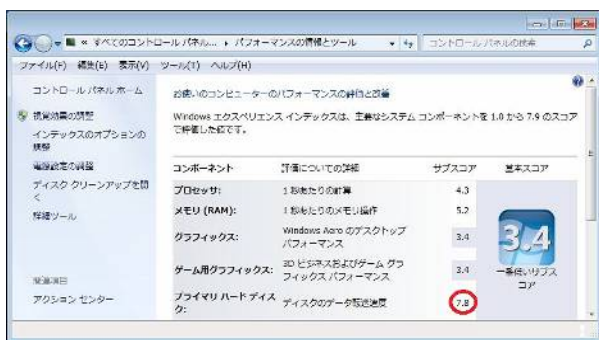 « すべてのコントロール パネル... ▸ パフォーマンスの情報とツール
コントロール パネルの検索
ファイル(F) 編集(E) 表示(V) ツール(T) ヘルプ(H)
コントロール パネル ホーム
視覚効果の調整
インデックスのオプションの
調整
電源設定の調整
ディスク クリーンアップを開
く
詳細ツール
関連項目
アクション センター
お使いのコンピューターのパフォーマンスの評価と改善
Windows エクスペリエンス インデックスは、主要なシステム コンポーネントを 1.0 から 7.9 のスコア
で評価した値です。
コンポーネント 評価についての詳細 サブスコア 基本スコア
プロセッサ: 1 秒あたりの計算 4.3
メモリ (RAM): 1 秒あたりのメモリ操作 5.2
グラフィックス: Windows Aero のデスクトップ
パフォーマンス 3.4
ゲーム用グラフィックス: 3D ビジネスおよびゲーム グラ
フィックス パフォーマンス 3.4
プライマリ ハード ディス
ク: ディスクのデータ転送速度 7.8
3.4
一番低いサブス
コア